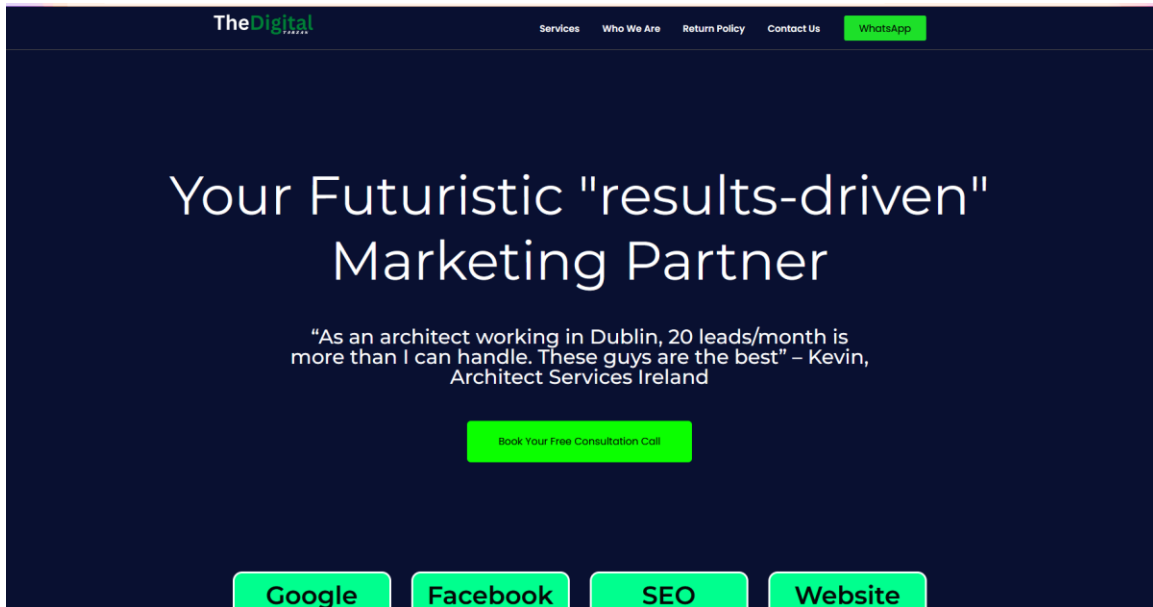 TheDigital
Services
Who We Are
Return Policy
Contact Us
WhatsApp
Your Futuristic "results-driven"
Marketing Partner
“As an architect working in Dublin, 20 leads/month is
more than I can handle. These guys are the best” – Kevin,
Architect Services Ireland
Book Your Free Consultation Call
Google
Facebook
SEO
Website